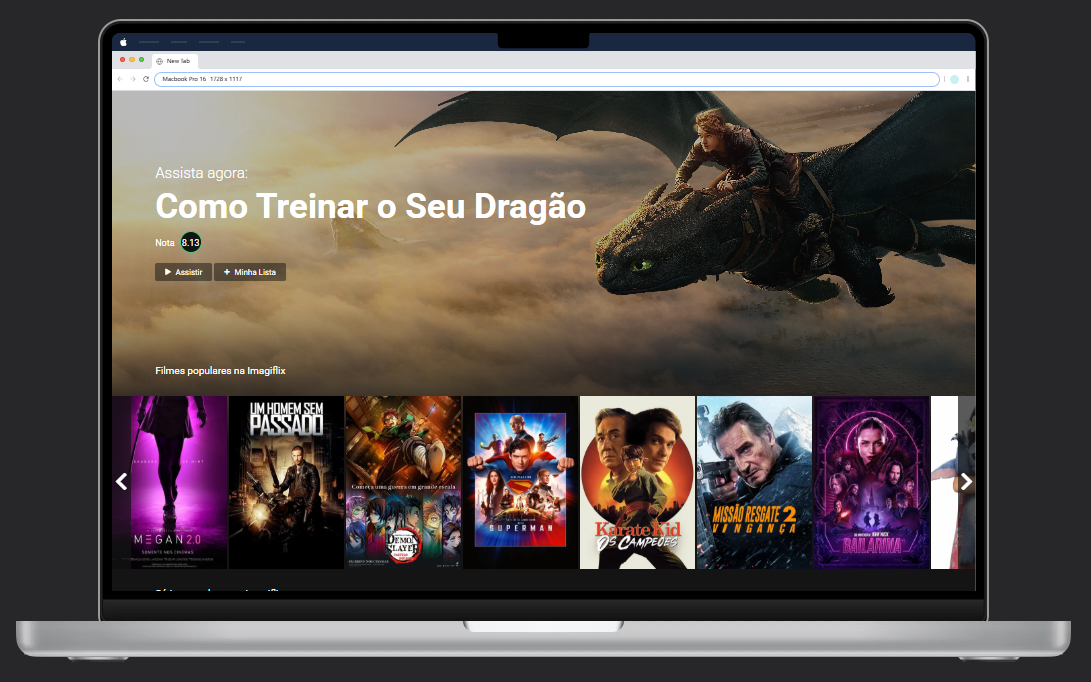 New tab
Macbook Pro 16 1728 x 1117
Assista agora:
Como Treinar o Seu Dragão
Nota 8.13
Assistir
Minha Lista
Filmes populares na Imagiflix
MEGAN 2.0
SOMENTE NOS CINEMAS
UM HOMEM SEM
PASSADO
Começa uma guerra em grande escala
DEMON
SLAYER
SUPERMAN
Karate Kid
OS CAMPEÕES
MISSÃO RESGATE 2
VINGANÇA
BAILARINA